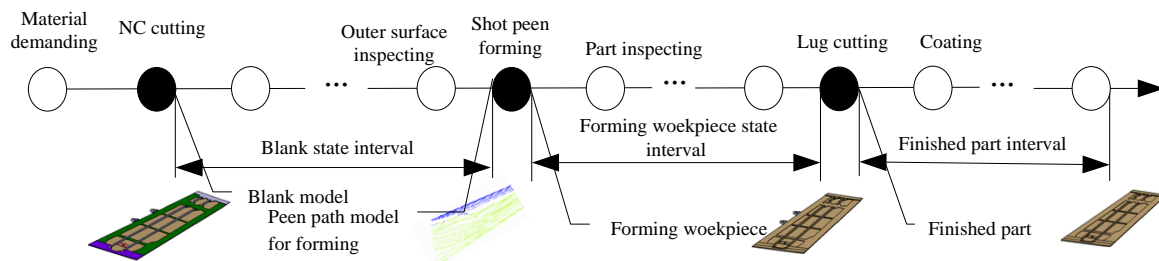 Material
demanding
NC cutting
Outer surface
inspecting
Shot peen
forming
Part inspecting
Lug cutting
Coating
...
...
...
Blank state interval
Forming woekpiece state
interval
Finished part interval
Blank model
Peen path model
for forming
Forming woekpiece
Finished part